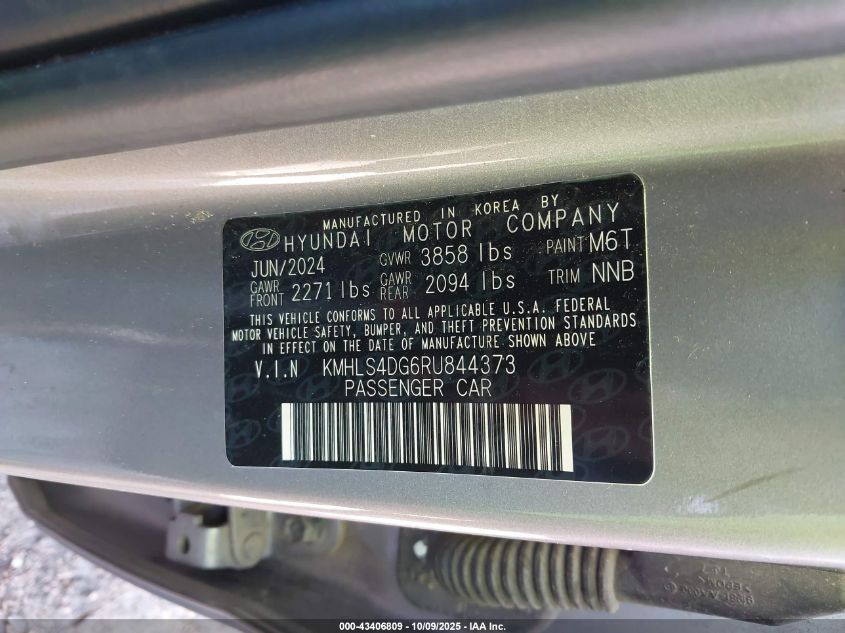 MANUFACTURED IN KOREA BY
HYUNDAI MOTOR COMPANY
JUN/2024 GVWR 3858 lbs PAINT M6T
GAWR FRONT 2271 lbs GAWR REAR 2094 lbs TRIM NNB
THIS VEHICLE CONFORMS TO ALL APPLICABLE U.S.A. FEDERAL
MOTOR VEHICLE SAFETY, BUMPER, AND THEFT PREVENTION STANDARDS
IN EFFECT ON THE DATE OF MANUFACTURE SHOWN ABOVE
V.I.N KMHLS4DG6RU844373
PASSENGER CAR
000-43406809 - 10/09/2025 - IAA Inc.